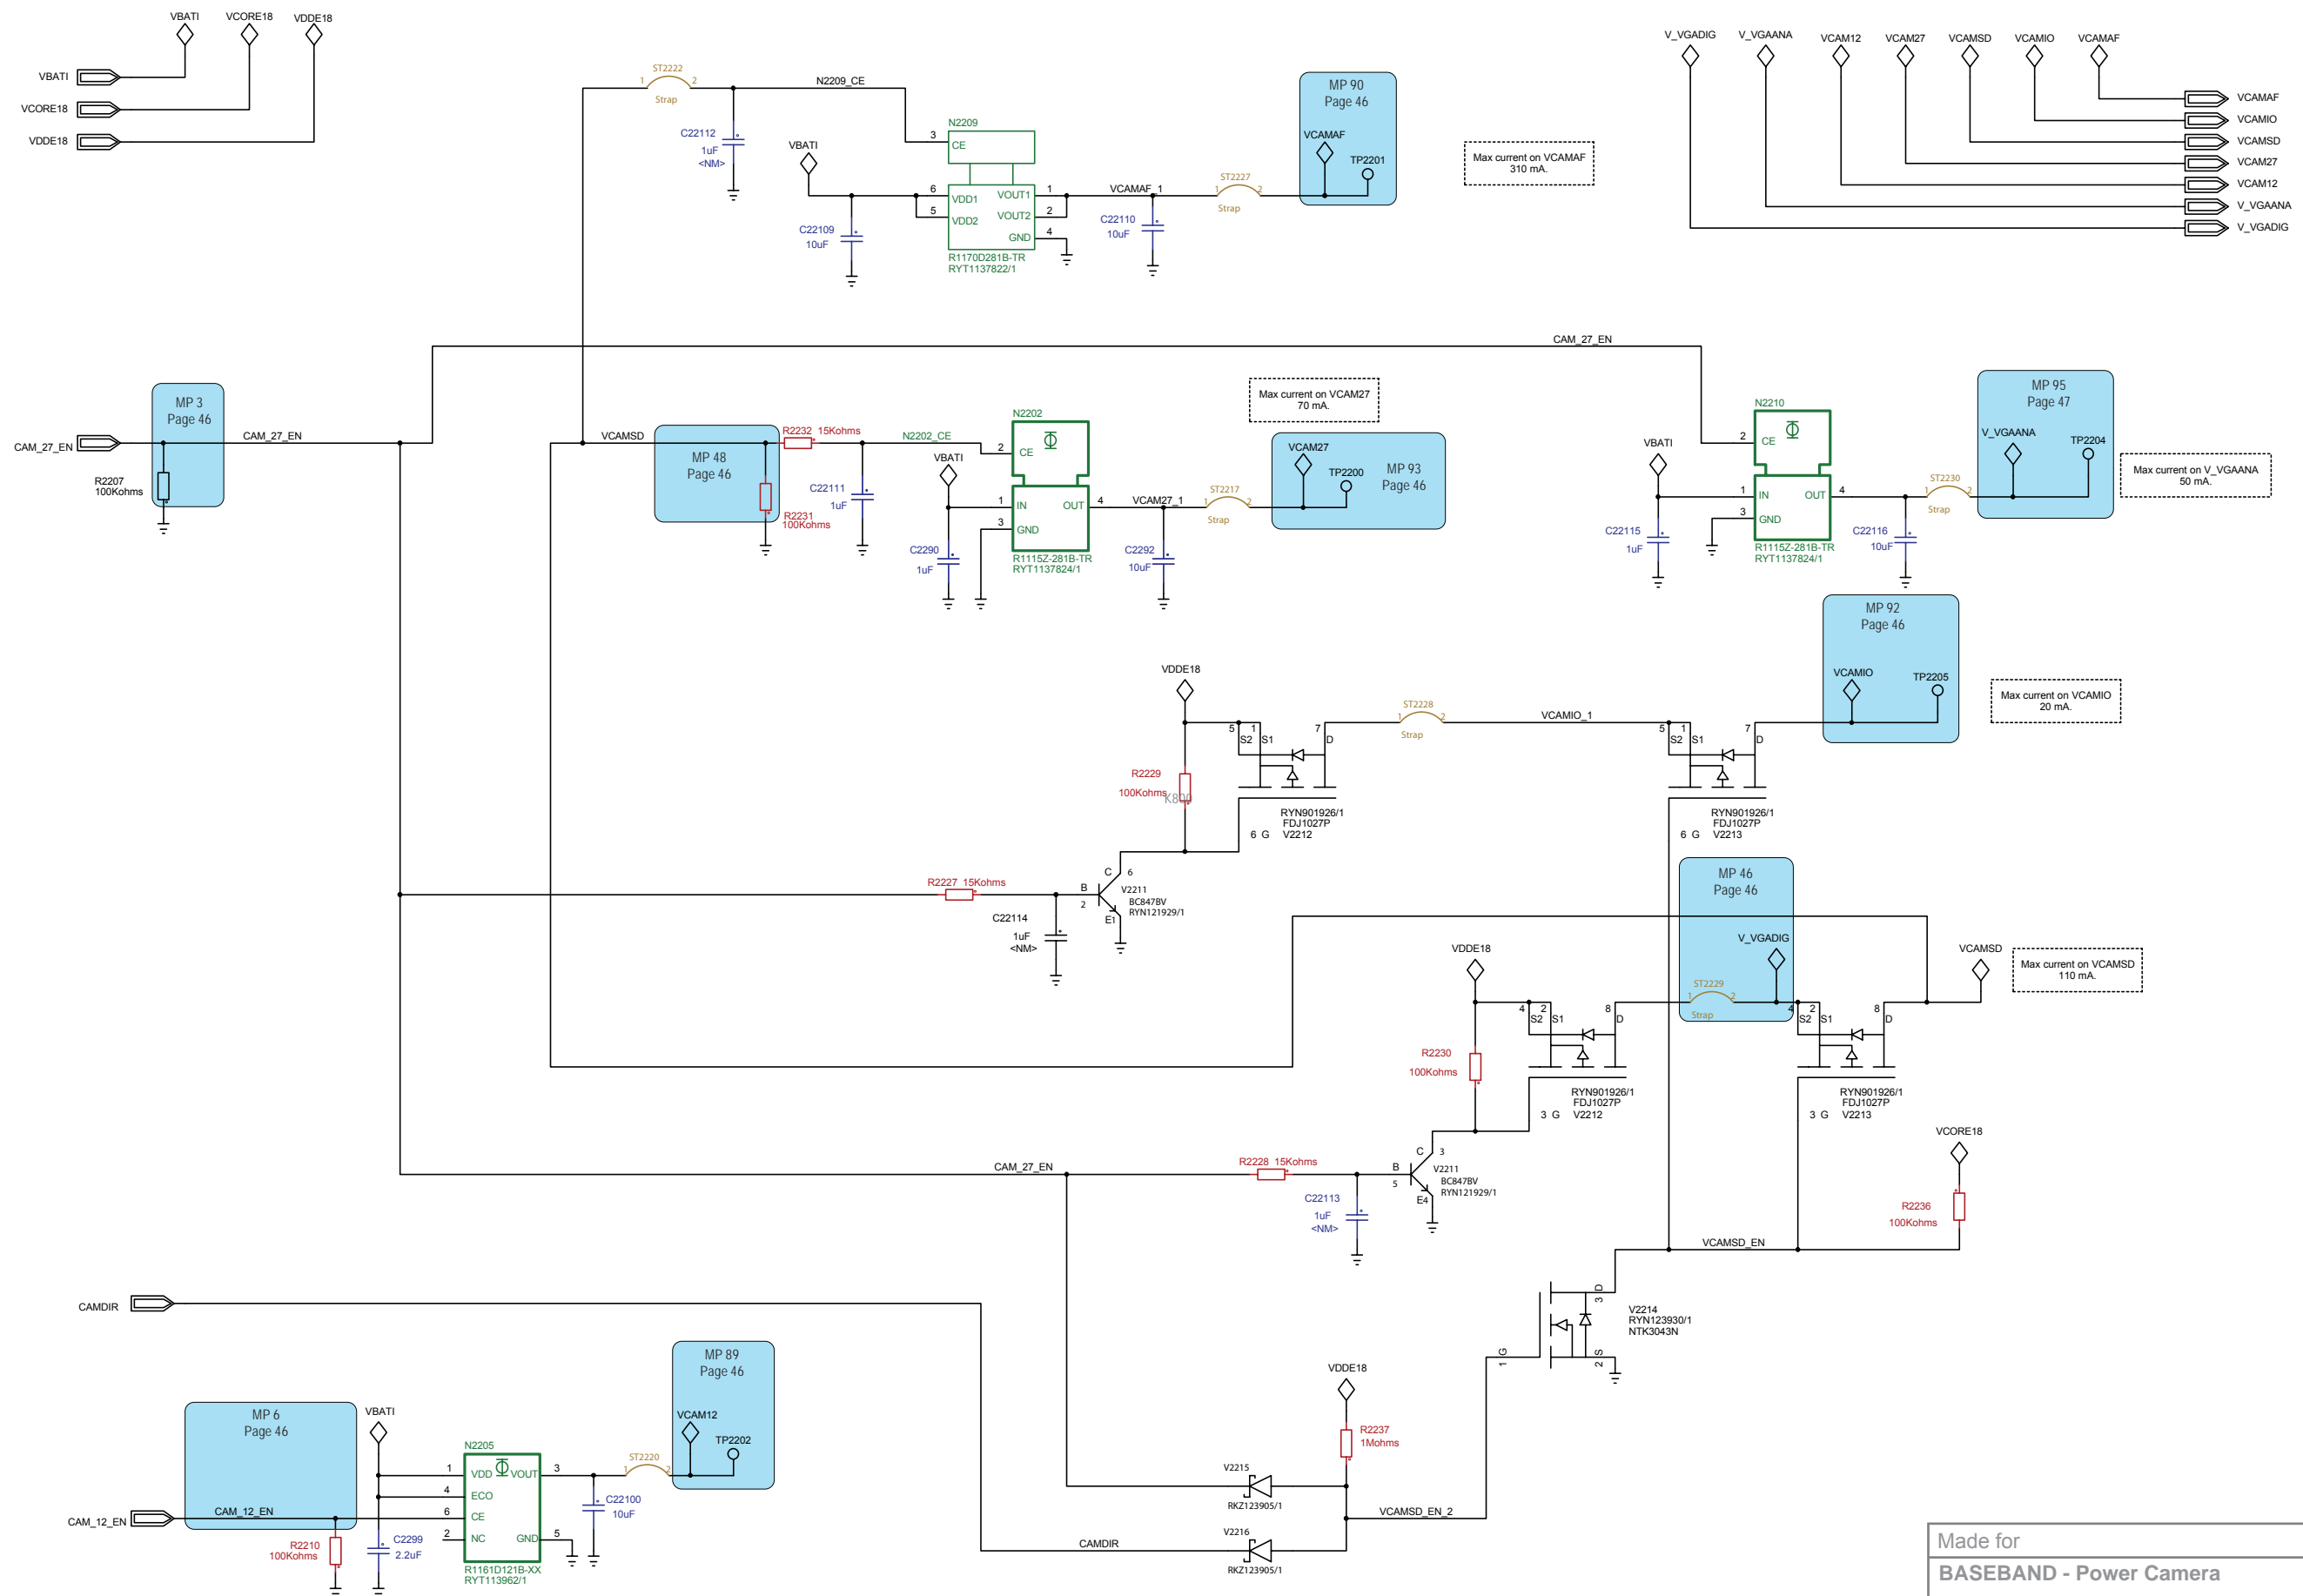 VBATI
VCORE18
VDDE18
VBATI
VCORE18
VDDE18
ST2222
1 2
Strap
N2209_CE
C22112
1uF
<NM>
N2209
3
CE
VBATI
6
VDD1
5
VDD2
VOUT1
1
VOUT2
2
GND
4
R1170D281B-TR
RYT1137822/1
C22109
10uF
VCAMAF_1
C22110
10uF
ST2227
1 2
Strap
MP 90
Page 46
VCAMAF
TP2201
Max current on VCAMAF
310 mA.
V_VGADIG
V_VGAANA
VCAM12
VCAM27
VCAMSD
VCAMIO
VCAMAF
VCAMAF
VCAMIO
VCAMSD
VCAM27
VCAM12
V_VGAANA
V_VGADIG
CAM_27_EN
MP 3
Page 46
CAM_27_EN
CAM_27_EN
R2207
100Kohms
VCAMSD
MP 48
Page 46
R2232 15Kohms
R2231
100Kohms
N2202_CE
C22111
1uF
VBATI
N2202
2
CE
1
IN
OUT
4
3
GND
R1115Z-281B-TR
RYT1137824/1
C2290
1uF
VCAM27_1
C2292
10uF
ST2217
1 2
Strap
Max current on VCAM27
70 mA.
VCAM27
TP2200
MP 93
Page 46
VBATI
N2210
2
CE
1
IN
OUT
4
3
GND
R1115Z-281B-TR
RYT1137824/1
C22115
1uF
C22116
10uF
ST2230
1 2
Strap
MP 95
Page 47
V_VGAANA
TP2204
Max current on V_VGAANA
50 mA.
VDDE18
R2229
100Kohms
K800
5 1 7
S2 S1 D
RYN901926/1
FDJ1027P
6 G V2212
ST2228
1 2
Strap
VCAMIO_1
5 1 7
S2 S1 D
RYN901926/1
FDJ1027P
6 G V2213
MP 92
Page 46
VCAMIO
TP2205
Max current on VCAMIO
20 mA.
R2227 15Kohms
C22114
1uF
<NM>
B
2
C 6
V2211
BC847BV
RYN121929/1
E1
VDDE18
R2230
100Kohms
4 2 8
S2 S1 D
RYN901926/1
FDJ1027P
3 G V2212
MP 46
Page 46
V_VGADIG
ST2229
1 2
Strap
4 2 8
S2 S1 D
RYN901926/1
FDJ1027P
3 G V2213
VCAMSD
Max current on VCAMSD
110 mA.
CAM_27_EN
R2228 15Kohms
C22113
1uF
<NM>
B
5
C 3
V2211
BC847BV
RYN121929/1
E4
VCORE18
R2236
100Kohms
VCAMSD_EN
3 D
1 G
2 S
V2214
RYN123930/1
NTK3043N
CAMDIR
VDDE18
R2237
1Mohms
V2215
RKZ123905/1
VCAMSD_EN_2
V2216
CAMDIR
RKZ123905/1
MP 6
Page 46
CAM_12_EN
CAM_12_EN
R2210
100Kohms
VBATI
C2299
2.2uF
N2205
1
VDD
VOUT
3
4
ECO
6
CE
2
NC
GND
5
R1161D121B-XX
RYT113962/1
C22100
10uF
ST2220
1 2
MP 89
Page 46
VCAM12
TP2202
Made for
BASEBAND - Power Camera